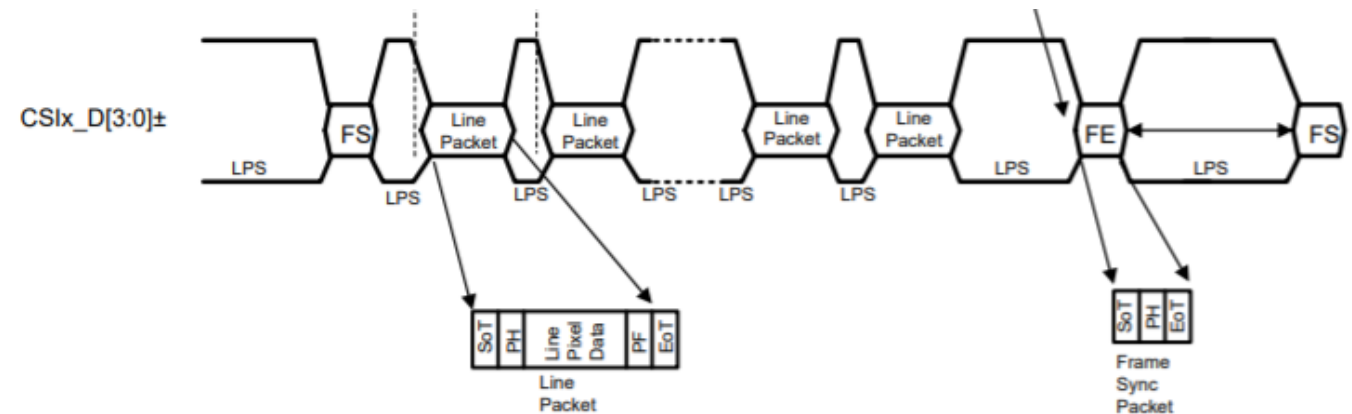 CSIx_D[3:0]±
FS
Line
Packet
Line
Packet
Line
Packet
Line
Packet
FE
FS
LPS
LPS
LPS
LPS
LPS
LPS
LPS
LPS
SoT
PH
Line
Pixel
Data
PF
EoT
Line
Packet
SoT
PH
EoT
Frame
Sync
Packet